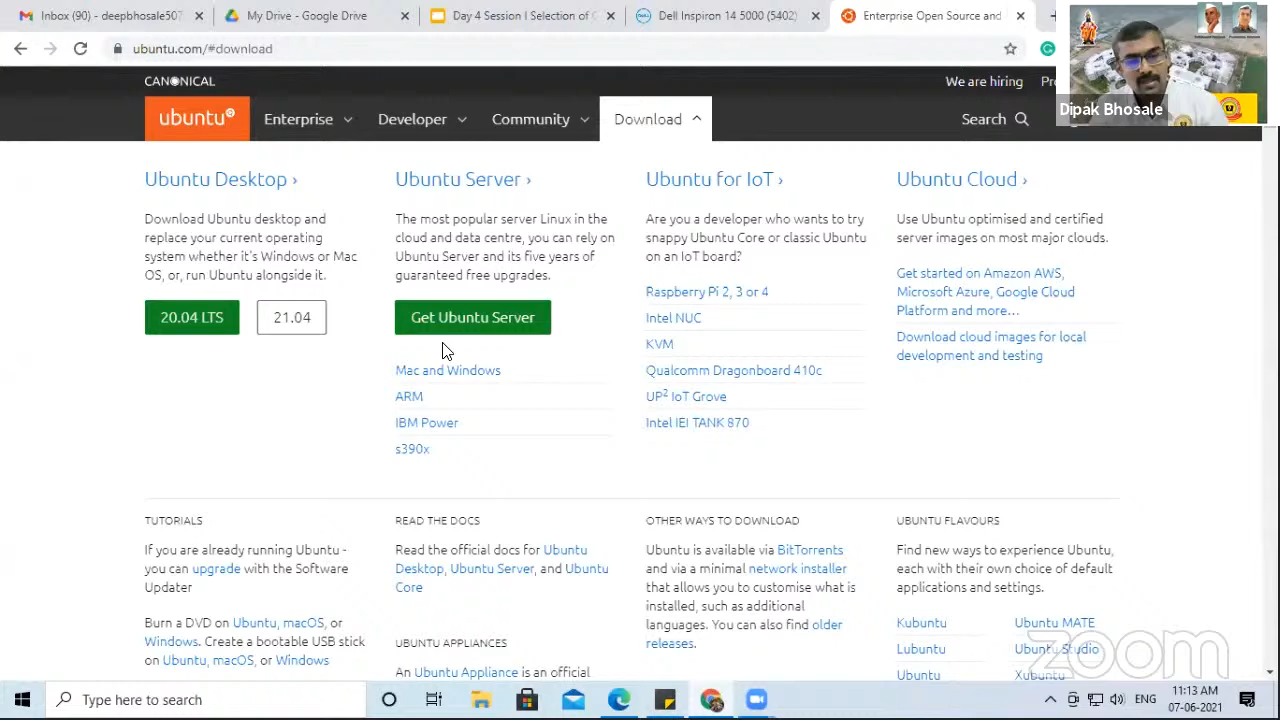 Inbox (90) - deepbhosale507
My Drive - Google Drive
Day 4 Session I Selection of C
Dell Inspiron 14 5000 (5402)
Enterprise Open Source and
ubuntu.com/#download
Dipak Bhosale
CANONICAL
We are hiring
ubuntu
Enterprise
Developer
Community
Download
Search
Ubuntu Desktop ›
Ubuntu Server ›
Ubuntu for IoT ›
Ubuntu Cloud ›
Download Ubuntu desktop and
replace your current operating
system whether it's Windows or Mac
OS, or, run Ubuntu alongside it.
20.04 LTS
21.04
The most popular server Linux in the
cloud and data centre, you can rely on
Ubuntu Server and its five years of
guaranteed free upgrades.
Get Ubuntu Server
Mac and Windows
ARM
IBM Power
s390x
Are you a developer who wants to try
snappy Ubuntu Core or classic Ubuntu
on an IoT board?
Raspberry Pi 2, 3 or 4
Intel NUC
KVM
Qualcomm Dragonboard 410c
UP² IoT Grove
Intel IEI TANK 870
Use Ubuntu optimised and certified
server images on most major clouds.
Get started on Amazon AWS,
Microsoft Azure, Google Cloud
Platform and more…
Download cloud images for local
development and testing
TUTORIALS
If you are already running Ubuntu -
you can upgrade with the Software
Updater
Burn a DVD on Ubuntu, macOS, or
Windows. Create a bootable USB stick
on Ubuntu, macOS, or Windows
READ THE DOCS
Read the official docs for Ubuntu
Desktop, Ubuntu Server, and Ubuntu
Core
UBUNTU APPLIANCES
An Ubuntu Appliance is an official
OTHER WAYS TO DOWNLOAD
Ubuntu is available via BitTorrents
and via a minimal network installer
that allows you to customise what is
installed, such as additional
languages. You can also find older
releases.
UBUNTU FLAVOURS
Find new ways to experience Ubuntu,
each with their own choice of default
applications and settings.
Kubuntu
Ubuntu MATE
Lubuntu
Ubuntu Studio
Ubuntu
Xubuntu
zoom
Type here to search
ENG
11:13 AM
07-06-2021